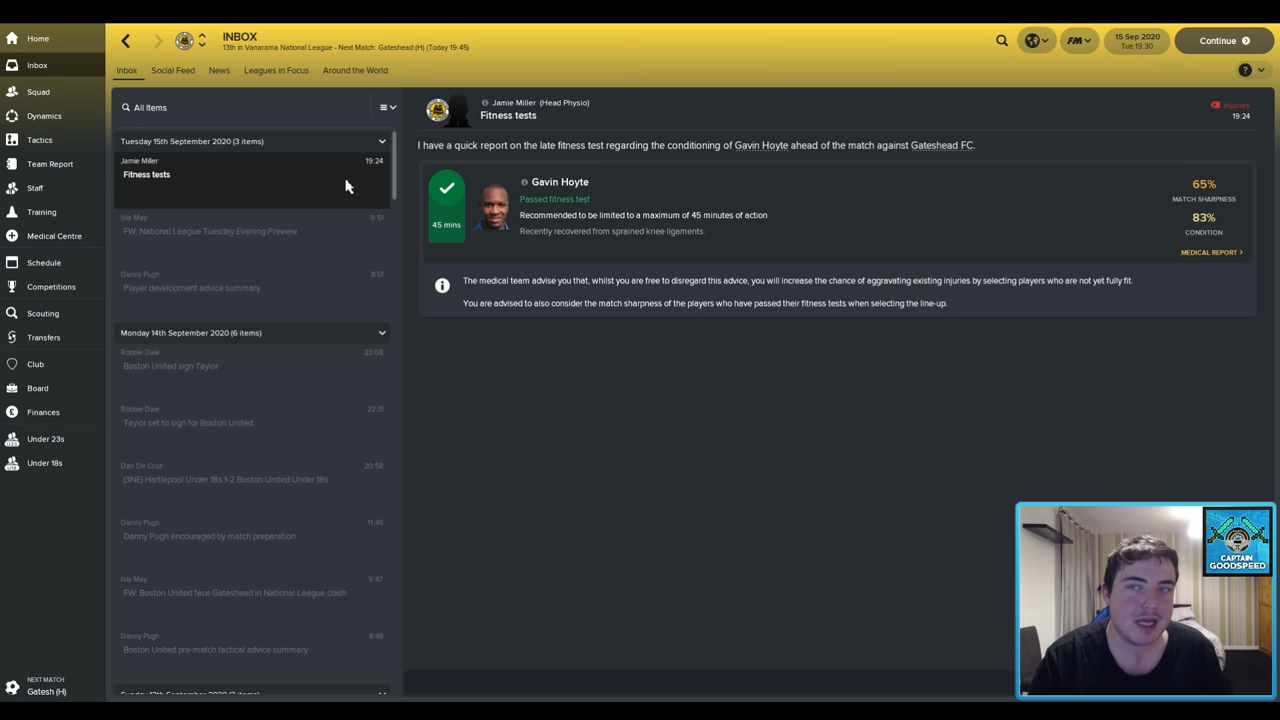 Home
Inbox
Squad
Dynamics
Tactics
Team Report
Staff
Training
Medical Centre
Schedule
Competitions
Scouting
Transfers
Club
Board
Finances
Under 23s
Under 18s
NEXT MATCH
Gatesh (H)
INBOX
13th in Vanarama National League - Next Match: Gateshead (H) (Today 19:45)
FM
15 Sep 2020
Tue 19:30
Continue
Inbox Social Feed News Leagues in Focus Around the World
?
All Items
Tuesday 15th September 2020 (3 items)
Jamie Miller 19:24
Fitness tests
Isla May 9:51
FW: National League Tuesday Evening Preview
Danny Pugh 8:51
Player development advice summary
Monday 14th September 2020 (6 items)
Robbie Dale 23:08
Boston United sign Taylor
Robbie Dale 22:31
Taylor set to sign for Boston United
Dan De Cruz 20:58
(3NE) Hartlepool Under 18s 1-2 Boston United Under 18s
Danny Pugh 11:46
Danny Pugh encouraged by match preparation
Isla May 9:47
FW: Boston United face Gateshead in National League clash
Danny Pugh 8:48
Boston United pre-match tactical advice summary
Jamie Miller (Head Physio)
Fitness tests
Injuries
19:24
I have a quick report on the late fitness test regarding the conditioning of Gavin Hoyte ahead of the match against Gateshead FC.
45 mins
Gavin Hoyte
Passed fitness test
Recommended to be limited to a maximum of 45 minutes of action
Recently recovered from sprained knee ligaments.
65%
MATCH SHARPNESS
83%
CONDITION
MEDICAL REPORT >
The medical team advise you that, whilst you are free to disregard this advice, you will increase the chance of aggravating existing injuries by selecting players who are not yet fully fit.
You are advised to also consider the match sharpness of the players who have passed their fitness tests when selecting the line-up.
CAPTAIN
GOODSPEED